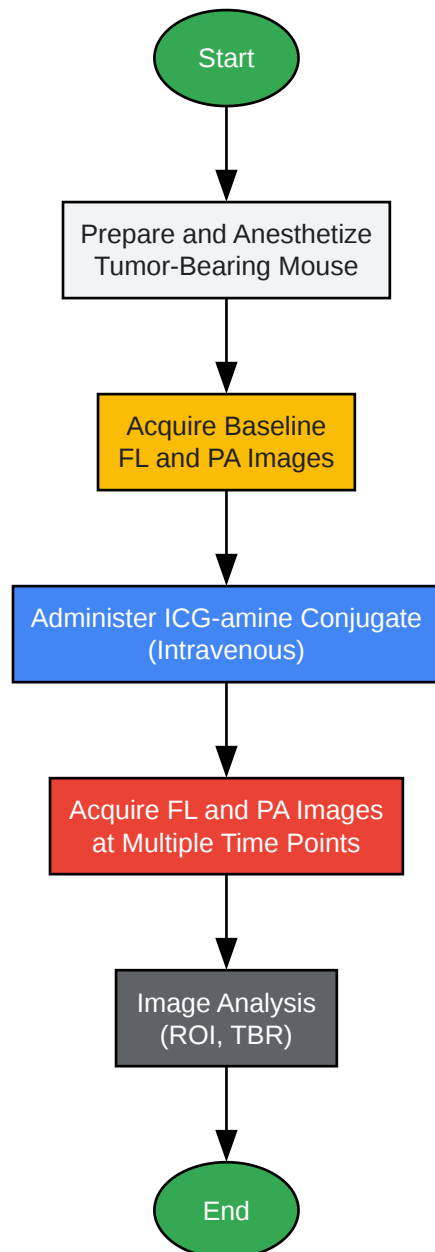 Start
Prepare and Anesthetize
Tumor-Bearing Mouse
Acquire Baseline
FL and PA Images
Administer ICG-amine Conjugate
(Intravenous)
Acquire FL and PA Images
at Multiple Time Points
Image Analysis
(ROI, TBR)
End